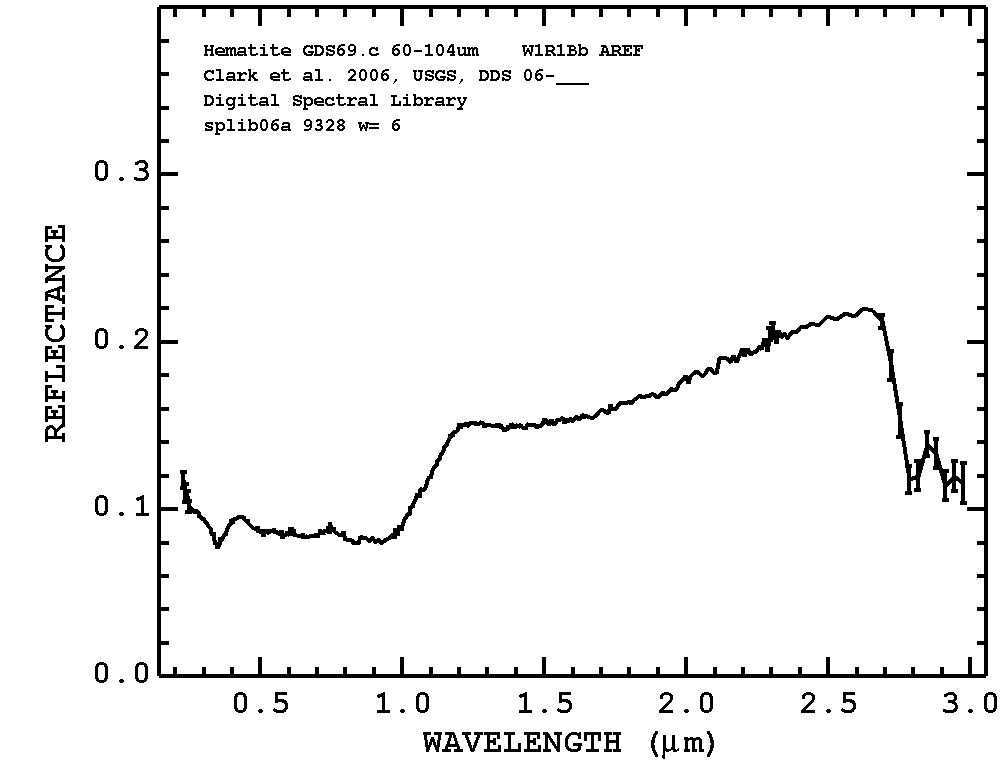 Hematite GDS69.c 60-104um W1R1Bb AREF
Clark et al. 2006, USGS, DDS 06-___
Digital Spectral Library
splib06a 9328 w= 6
REFLECTANCE
0.3
0.2
0.1
0.0
0.5 1.0 1.5 2.0 2.5 3.0
WAVELENGTH (μm)